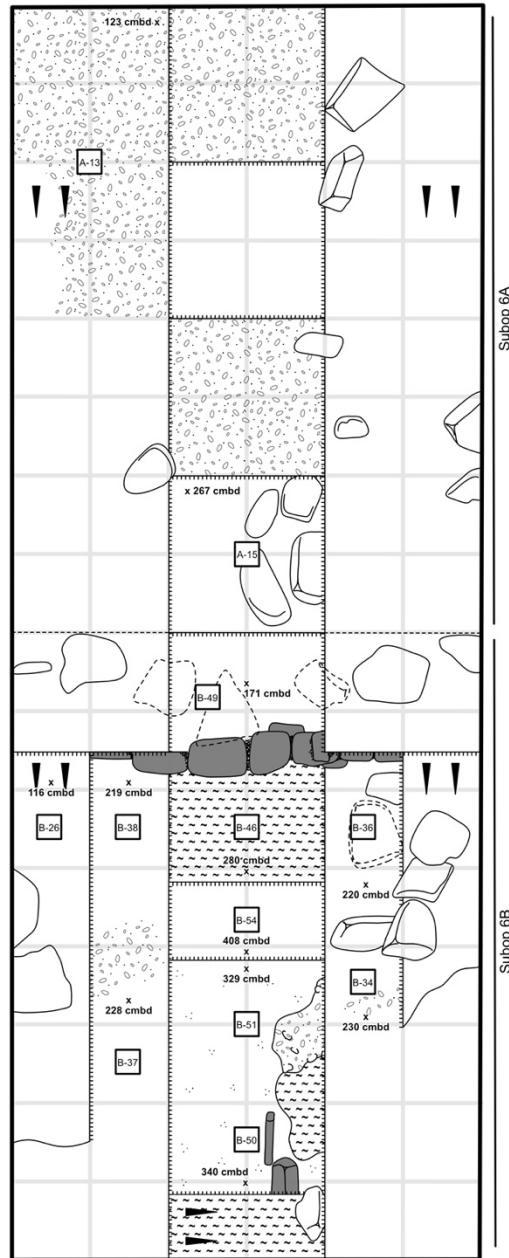 123 cmbd x
A-13
Subop 6A
x 267 cmbd
A-15
x
171 cmbd
B-49
x
116 cmbd
x
219 cmbd
B-26
B-38
B-46
B-36
280 cmbd
x
220 cmbd
x
B-54
408 cmbd
x
Subop 6B
x
329 cmbd
B-34
x
228 cmbd
x
230 cmbd
B-51
B-37
B-50
340 cmbd
x